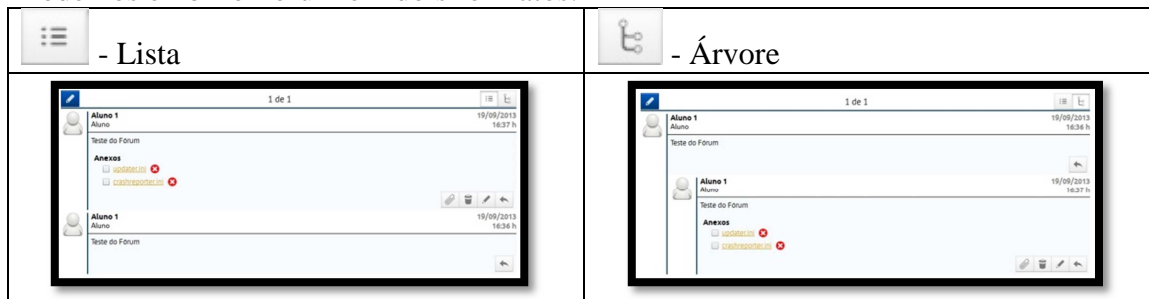 - Lista
- Árvore
1 de 1
Aluno 1
19/09/2013
Aluno
16:37 h
Teste do Fórum
Anexos
updater.ini
crashreporter.ini
Aluno 1
19/09/2013
Aluno
16:36 h
Teste do Fórum
1 de 1
Aluno 1
19/09/2013
Aluno
16:36 h
Teste do Fórum
Aluno 1
19/09/2013
Aluno
16:37 h
Teste do Fórum
Anexos
updater.ini
crashreporter.ini